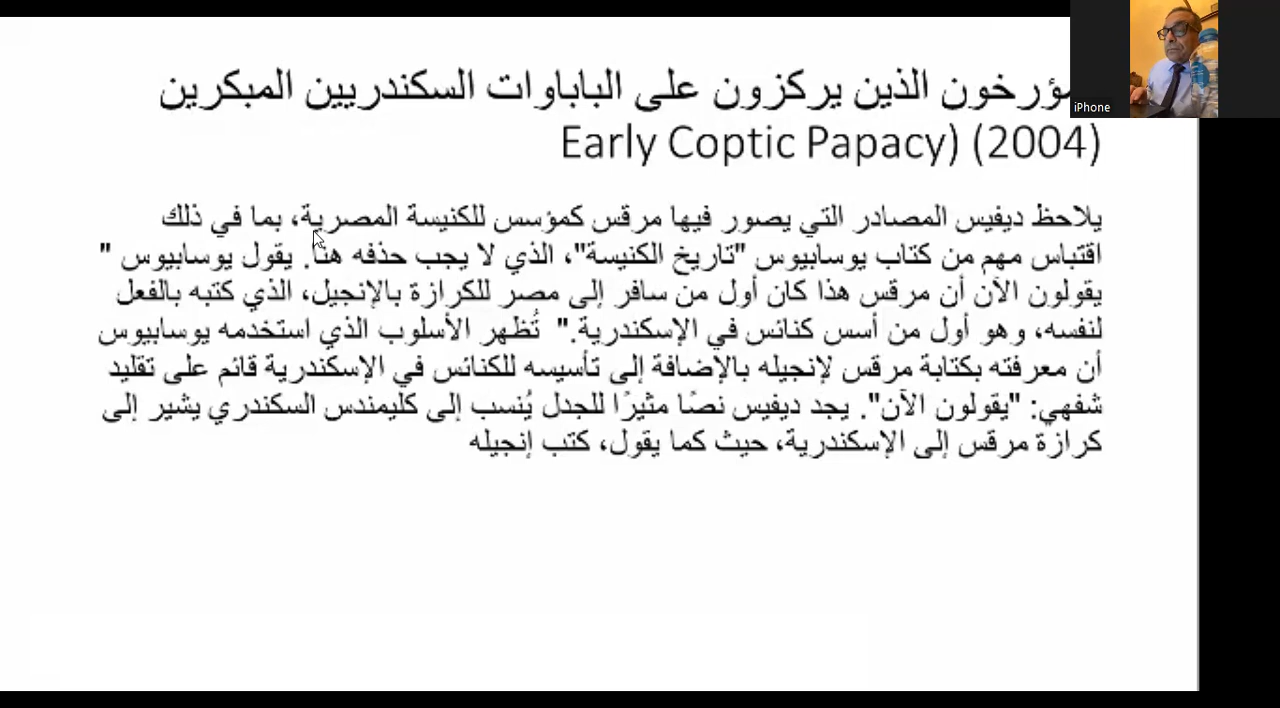 ؤرخون الذين يركزون على الباباوات السكندريين المبكرين
Early Coptic Papacy) (2004)
يلاحظ ديفيس المصادر التي يصور فيها مرقس كمؤسس للكنيسة المصرية، بما في ذلك
اقتباس مهم من كتاب يوسابيوس "تاريخ الكنيسة"، الذي لا يجب حذفه هنا. يقول يوسابيوس "
يقولون الآن أن مرقس هذا كان أول من سافر إلى مصر للكرازة بالإنجيل، الذي كتبه بالفعل
لنفسه، وهو أول من أسس كنائس في الإسكندرية." تُظهر الأسلوب الذي استخدمه يوسابيوس
أن معرفته بكتابة مرقس لإنجيله بالإضافة إلى تأسيسه للكنائس في الإسكندرية قائم على تقليد
شفهي: "يقولون الآن". يجد ديفيس نصًا مثيرًا للجدل يُنسب إلى كليمندس السكندري يشير إلى
كرازة مرقس إلى الإسكندرية، حيث كما يقول، كتب إنجيله
iPhone